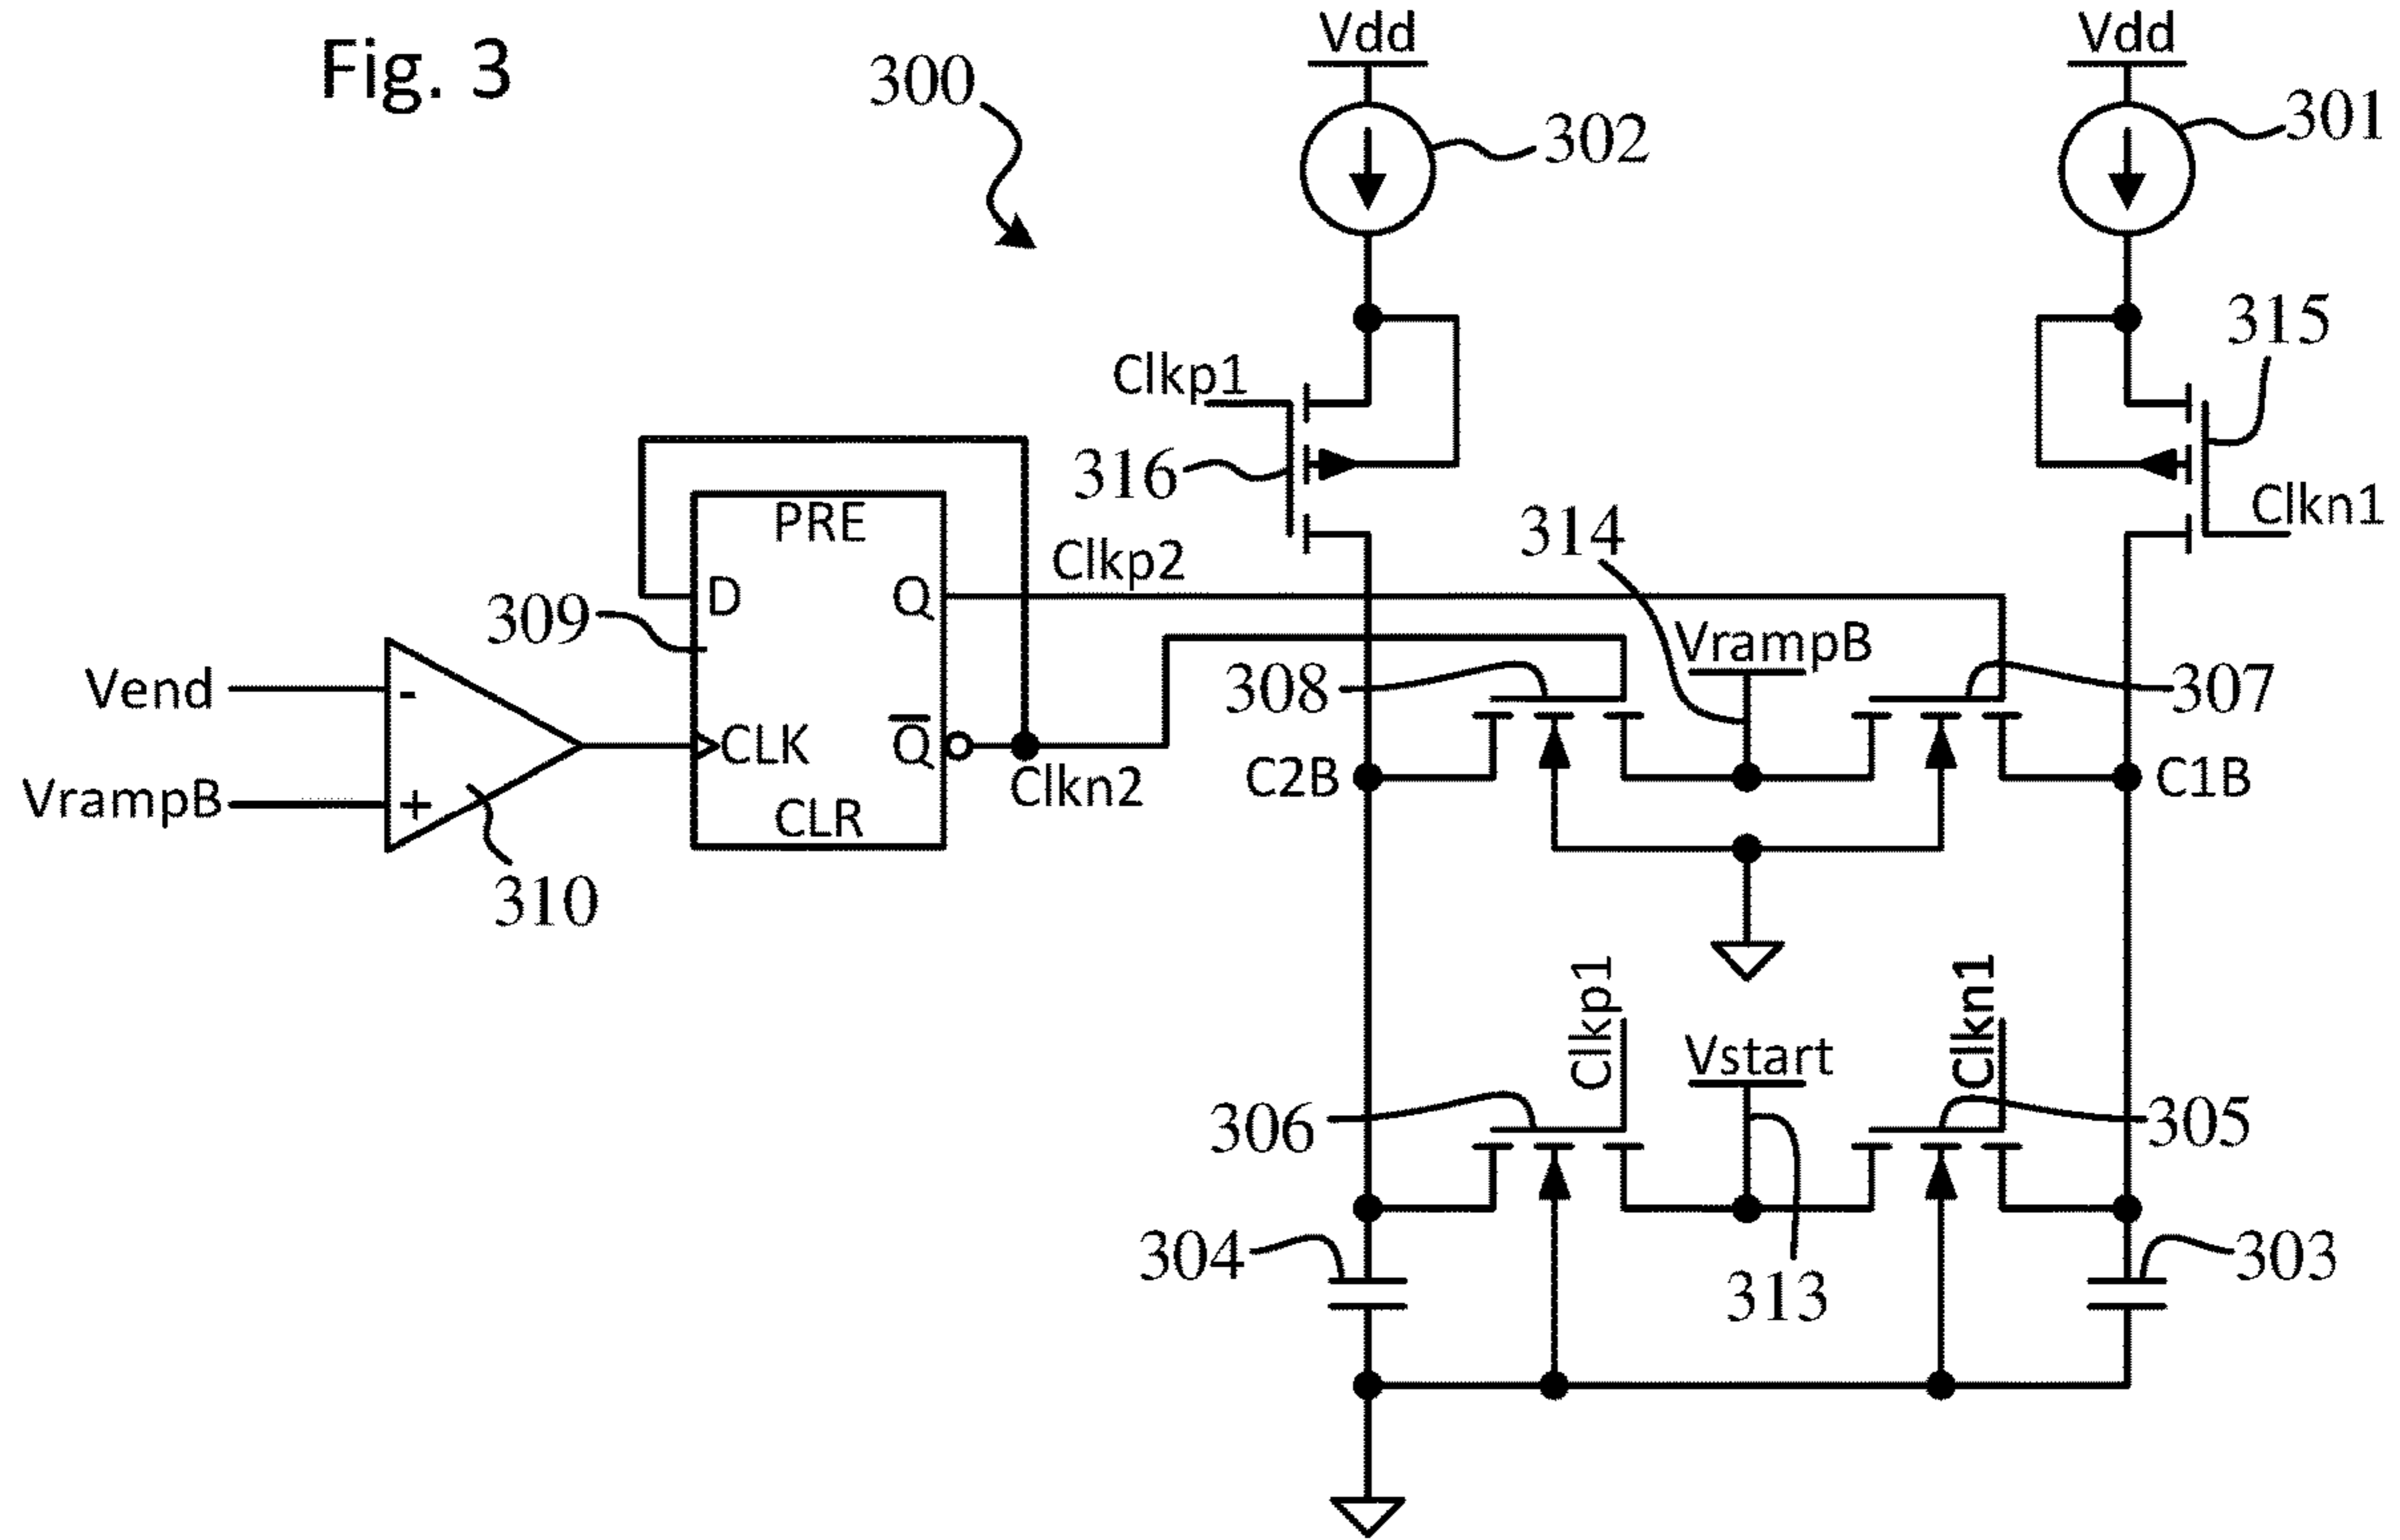 Fig. 3
300
Vdd
Vdd
302
301
315
Clkp1
316
Clkn1
PRE
D
Q
CLK
Q
CLR
309
Clkp2
314
VrampB
Vend
-
VrampB
+
310
Clkn2
308
307
C2B
C1B
Clkp1
Clkn1
Vstart
306
305
304
313
303